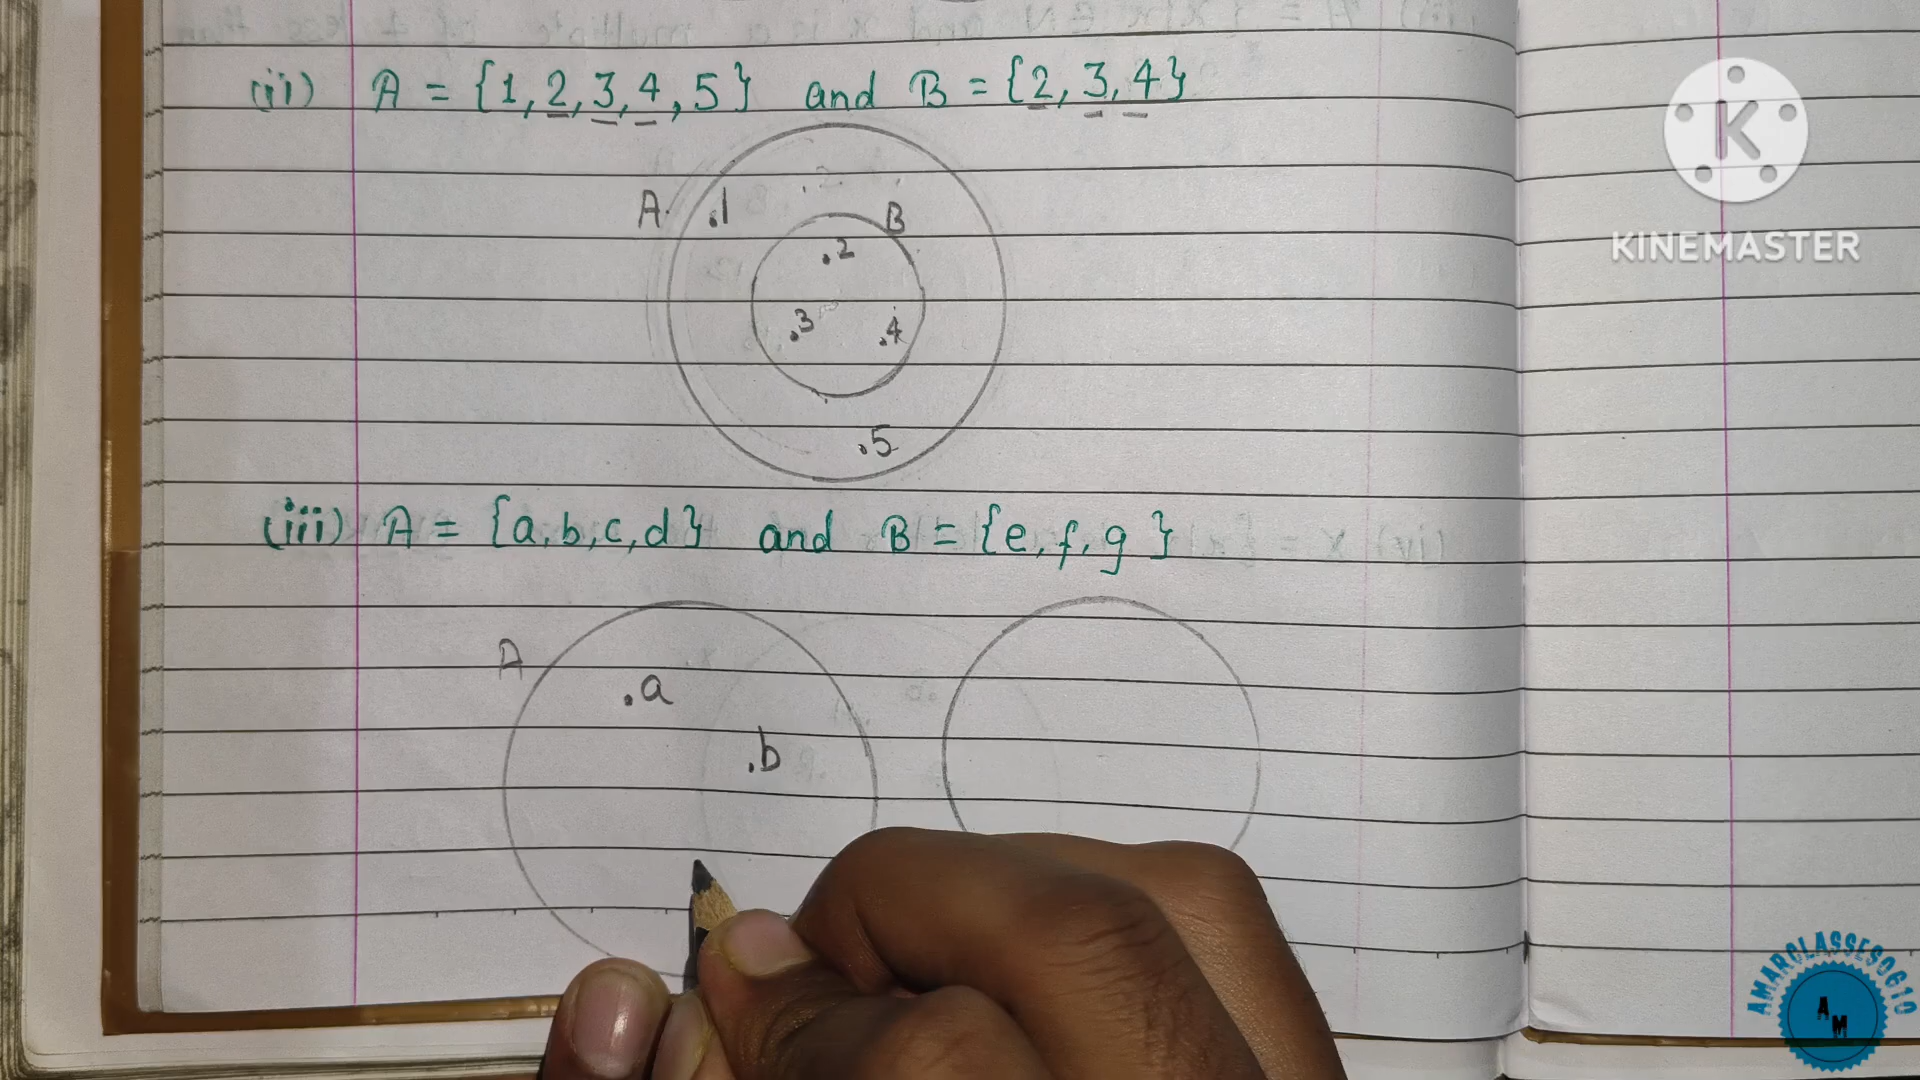 (ii) A = {1, 2, 3, 4, 5} and B = {2, 3, 4}
A .1 B
.2
.3 .4
.5
(iii) A = {a, b, c, d} and B = {e, f, g}
A
.a
.b
K
KINEMASTER
AMARCLASSES0610
A
M